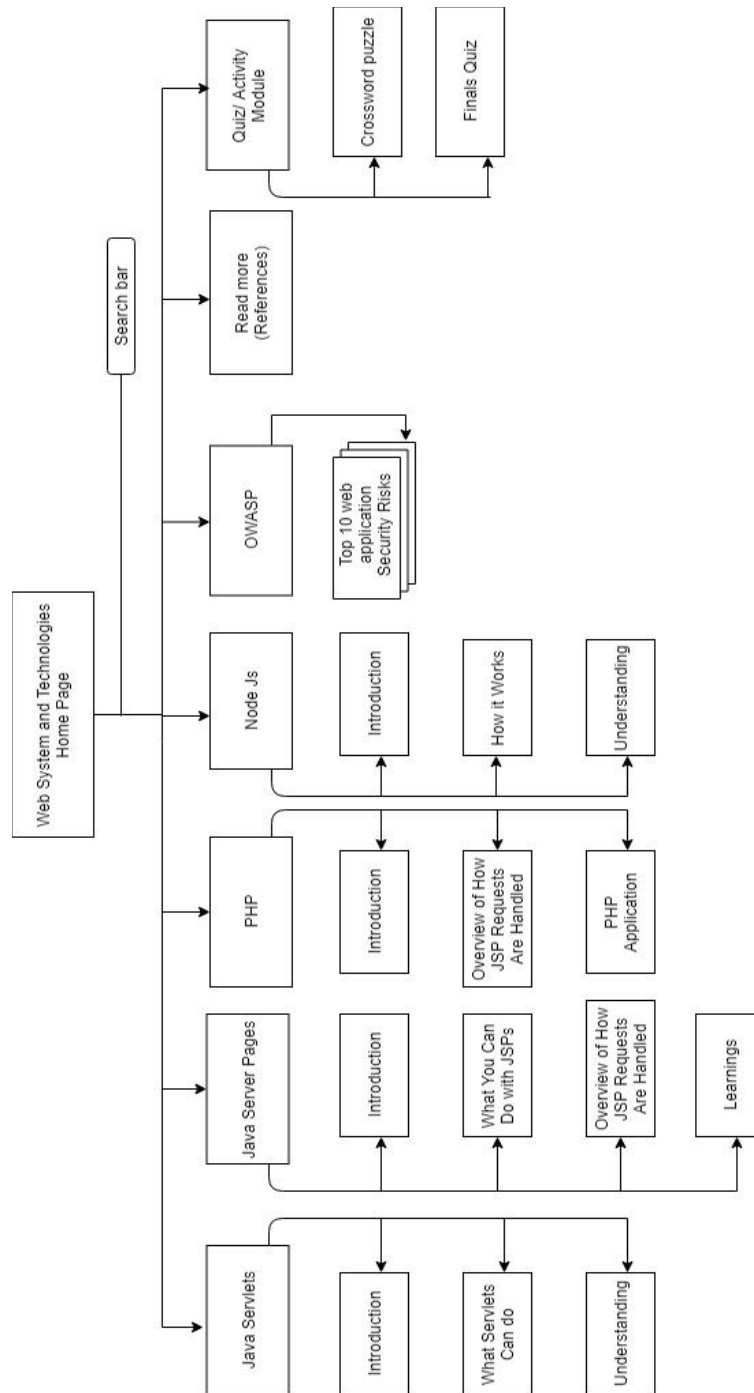 Web System and Technologies
Home Page
Search bar
Java Servlets
Introduction
What Servlets
Can do
Understanding
Java Server Pages
Introduction
What You Can
Do with JSPs
Overview of How
JSP Requests
Are Handled
Learnings
PHP
Introduction
Overview of How
JSP Requests
Are Handled
PHP
Application
Node Js
Introduction
How it Works
Understanding
OWASP
Top 10 web
application
Security Risks
Read more
(References)
Quiz/ Activity
Module
Crossword puzzle
Finals Quiz